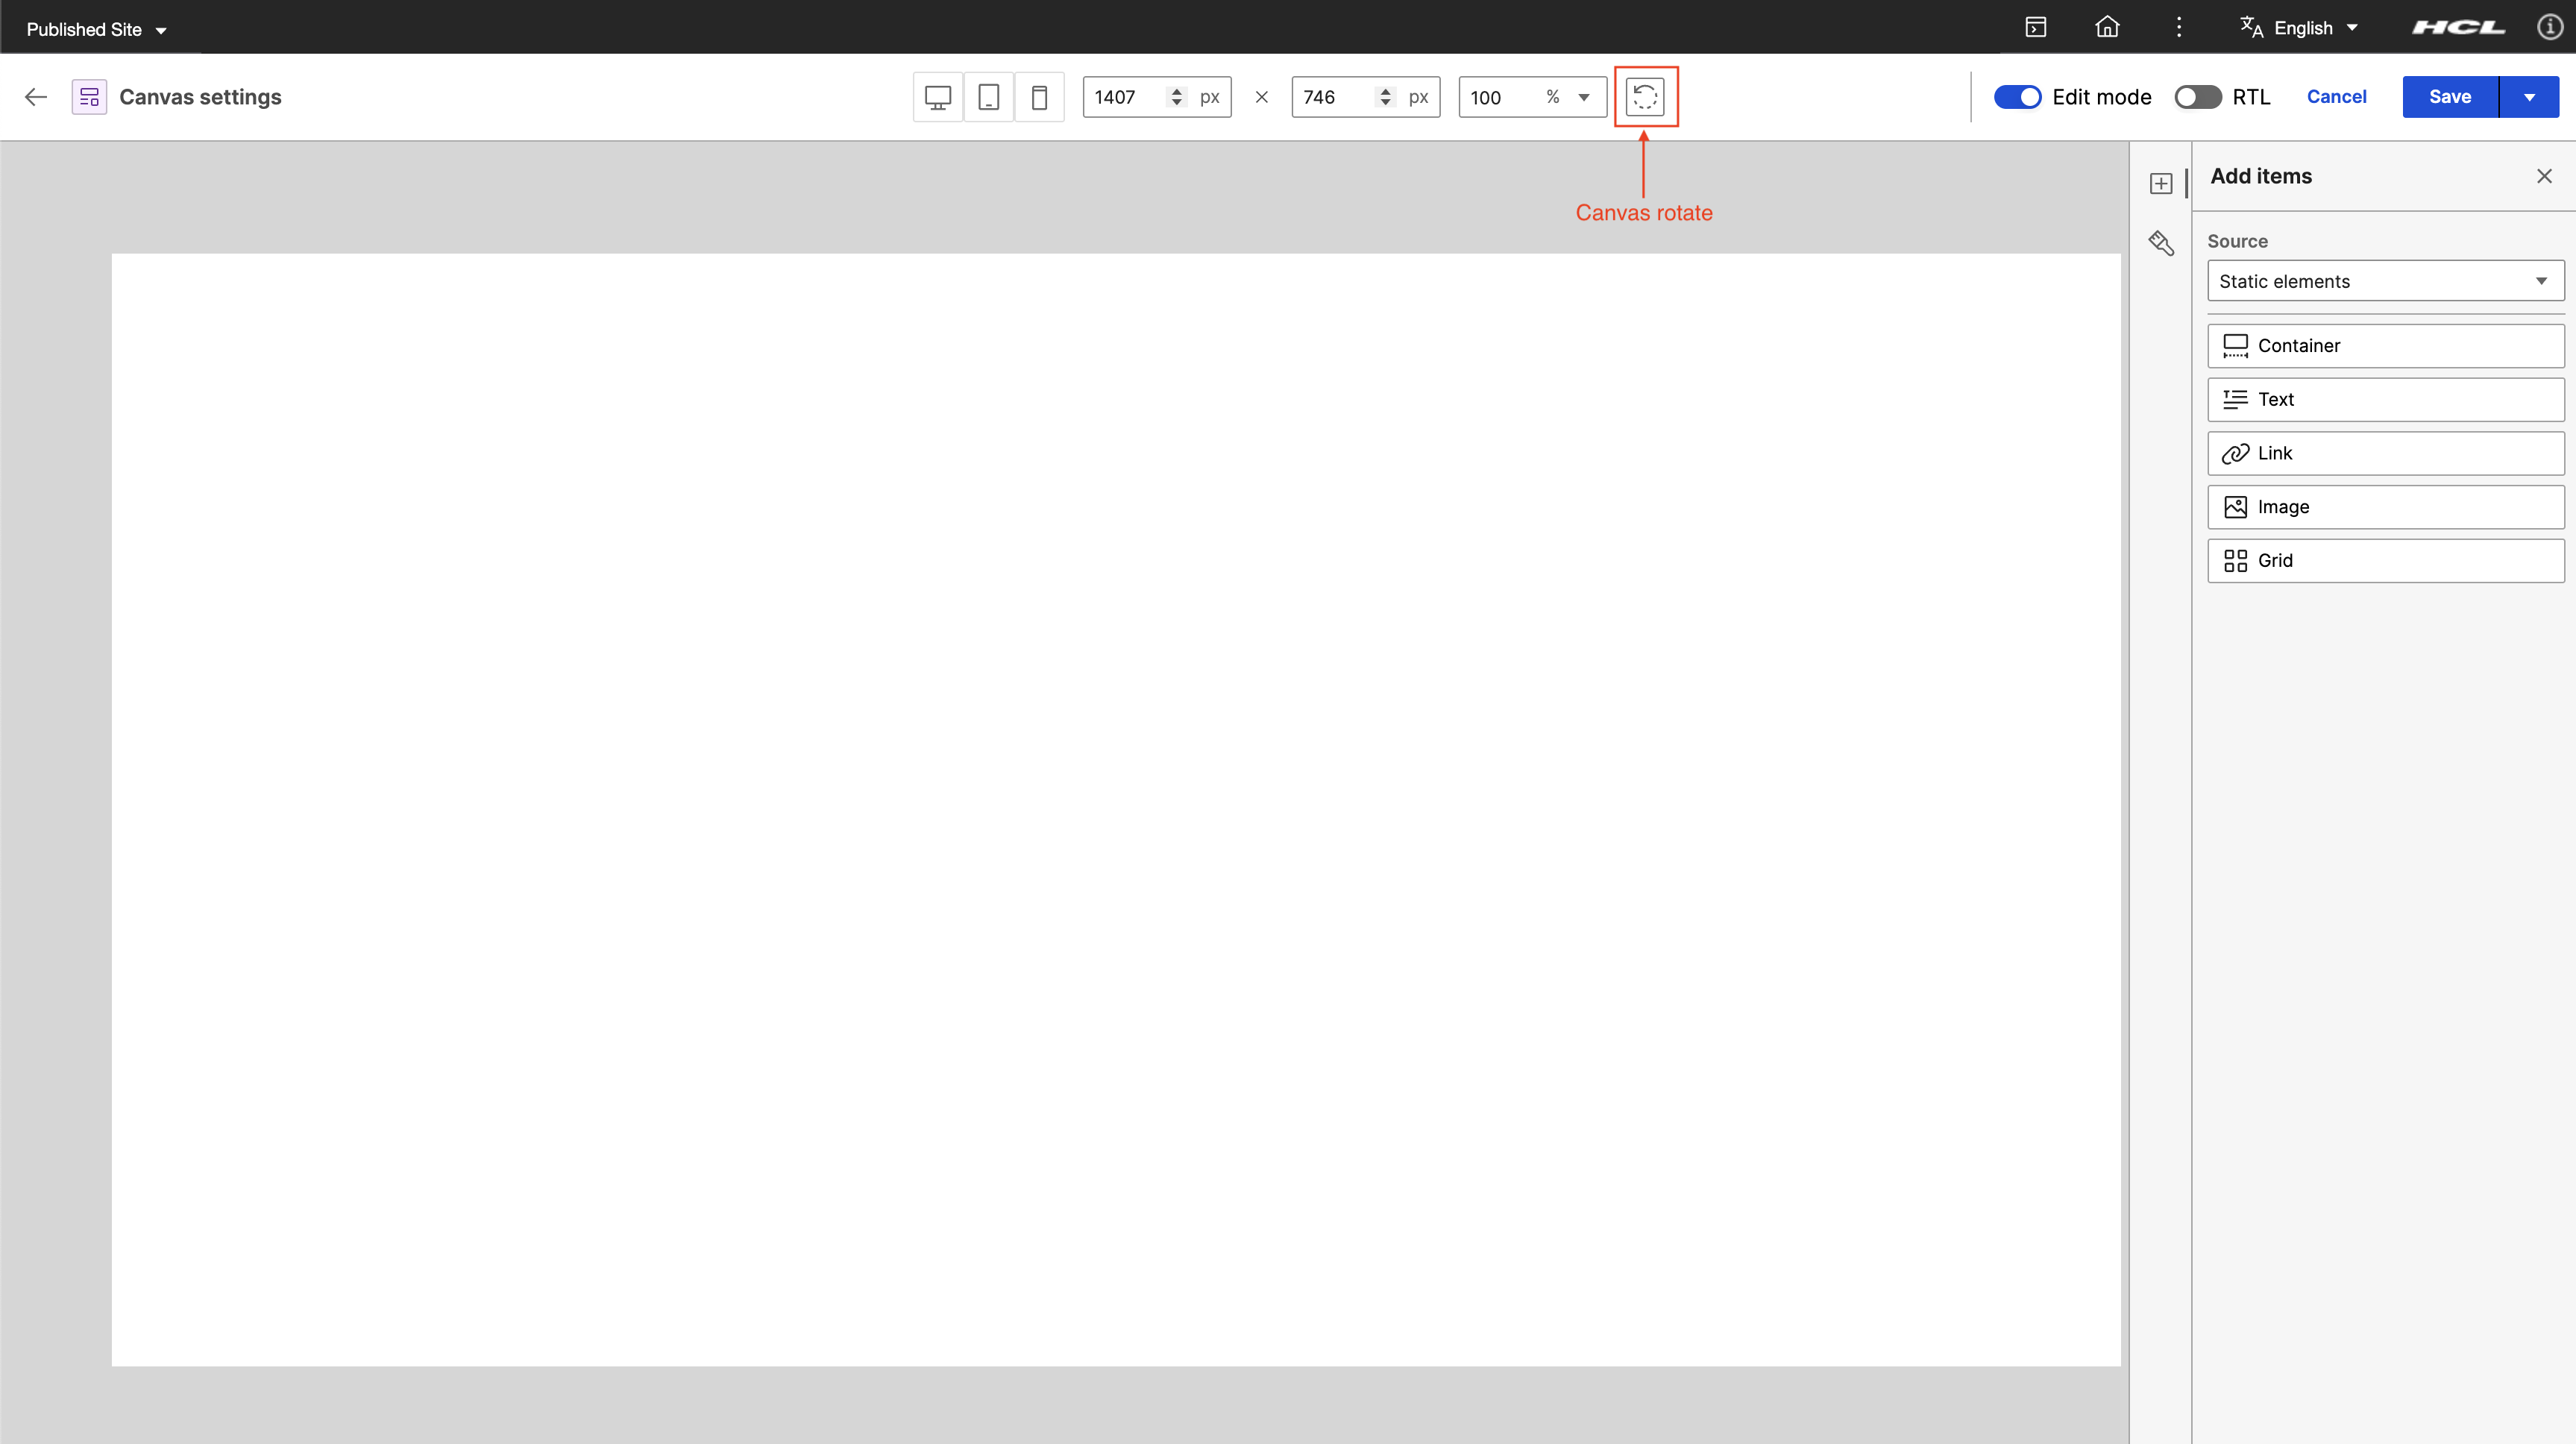 Published Site
English
HCL
Canvas settings
1407 px × 746 px 100 %
Edit mode RTL Cancel Save
Canvas rotate
Add items
Source
Static elements
Container
Text
Link
Image
Grid